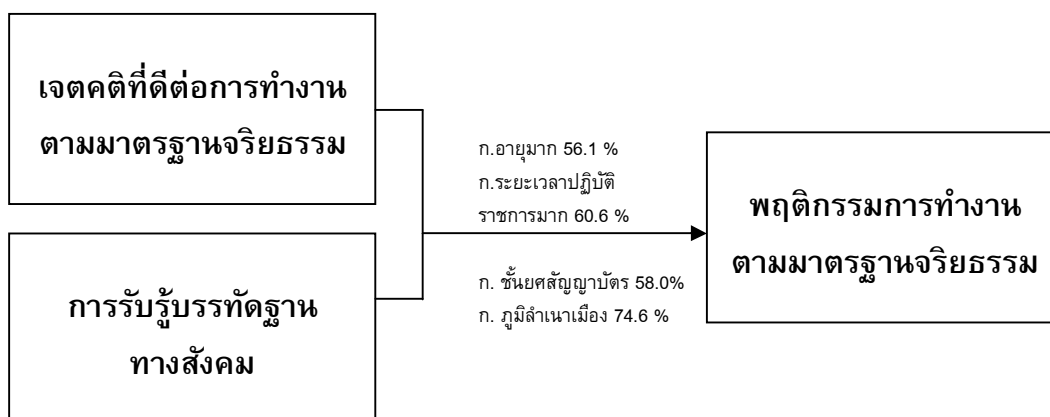 เจตคติที่ดีต่อการทำงาน
ตามมาตรฐานจริยธรรม
การรับรู้บรรทัดฐาน
ทางสังคม
ก.อายุมาก 56.1 %
ก.ระยะเวลาปฏิบัติ
ราชการมาก 60.6 %
ก. ชั้นยศสัญญาบัตร 58.0%
ก. ภูมิลำเนาเมือง 74.6 %
พฤติกรรมการทำงาน
ตามมาตรฐานจริยธรรม